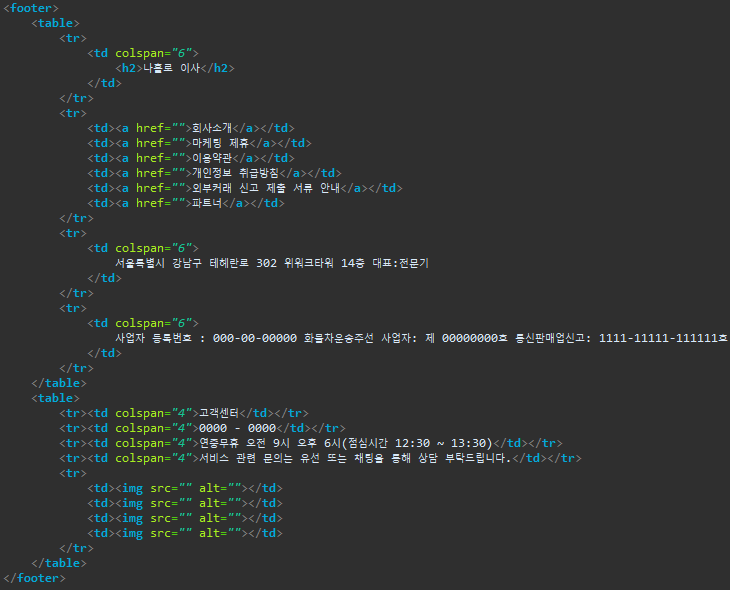 <footer>
<table>
<tr>
<td colspan="6">
<h2>나홀로 이사</h2>
</td>
</tr>
<tr>
<td><a href="">회사소개</a></td>
<td><a href="">마케팅 제휴</a></td>
<td><a href="">이용약관</a></td>
<td><a href="">개인정보 취급방침</a></td>
<td><a href="">외부커래 신고 제출 서류 안내</a></td>
<td><a href="">파트너</a></td>
</tr>
<tr>
<td colspan="6">
서울특별시 강남구 테헤란로 302 위워크타워 14층 대표:전문기
</td>
</tr>
<tr>
<td colspan="6">
사업자 등록번호 : 000-00-00000 화물차운송주선 사업자: 제 00000000호 통신판매업신고: 1111-11111-111111호
</td>
</tr>
</table>
<table>
<tr><td colspan="4">고객센터</td></tr>
<tr><td colspan="4">0000 - 0000</td></tr>
<tr><td colspan="4">연중무휴 오전 9시 오후 6시(점심시간 12:30 ~ 13:30)</td></tr>
<tr><td colspan="4">서비스 관련 문의는 유선 또는 채팅을 통해 상담 부탁드립니다.</td></tr>
<tr>
<td><img src="" alt=""></td>
<td><img src="" alt=""></td>
<td><img src="" alt=""></td>
<td><img src="" alt=""></td>
</tr>
</table>
</footer>